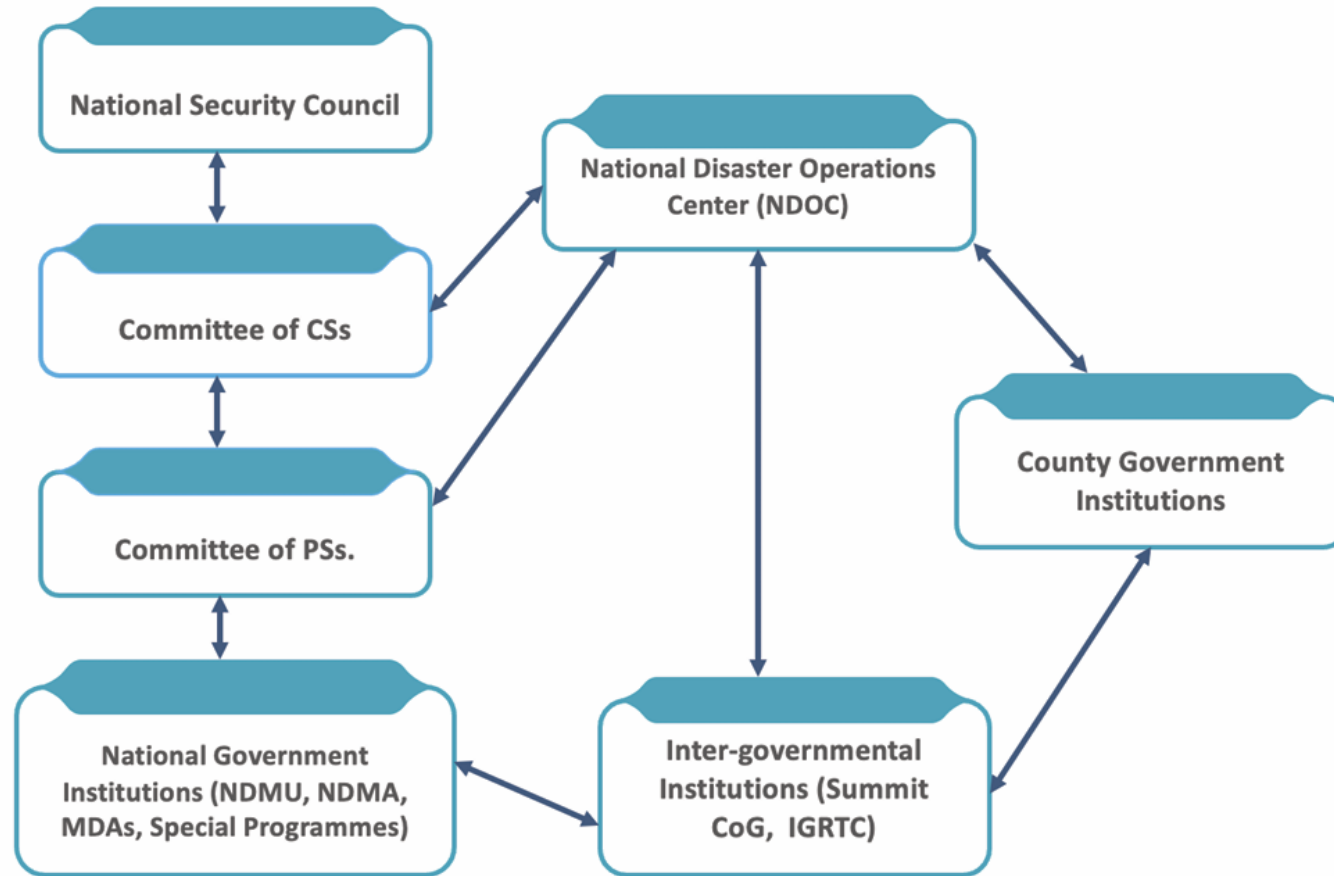 National Security Council
National Disaster Operations
Center (NDOC)
Committee of CSs
County Government
Institutions
Committee of PSs.
National Government
Institutions (NDMU, NDMA,
MDAs, Special Programmes)
Inter-governmental
Institutions (Summit
CoG, IGRTC)